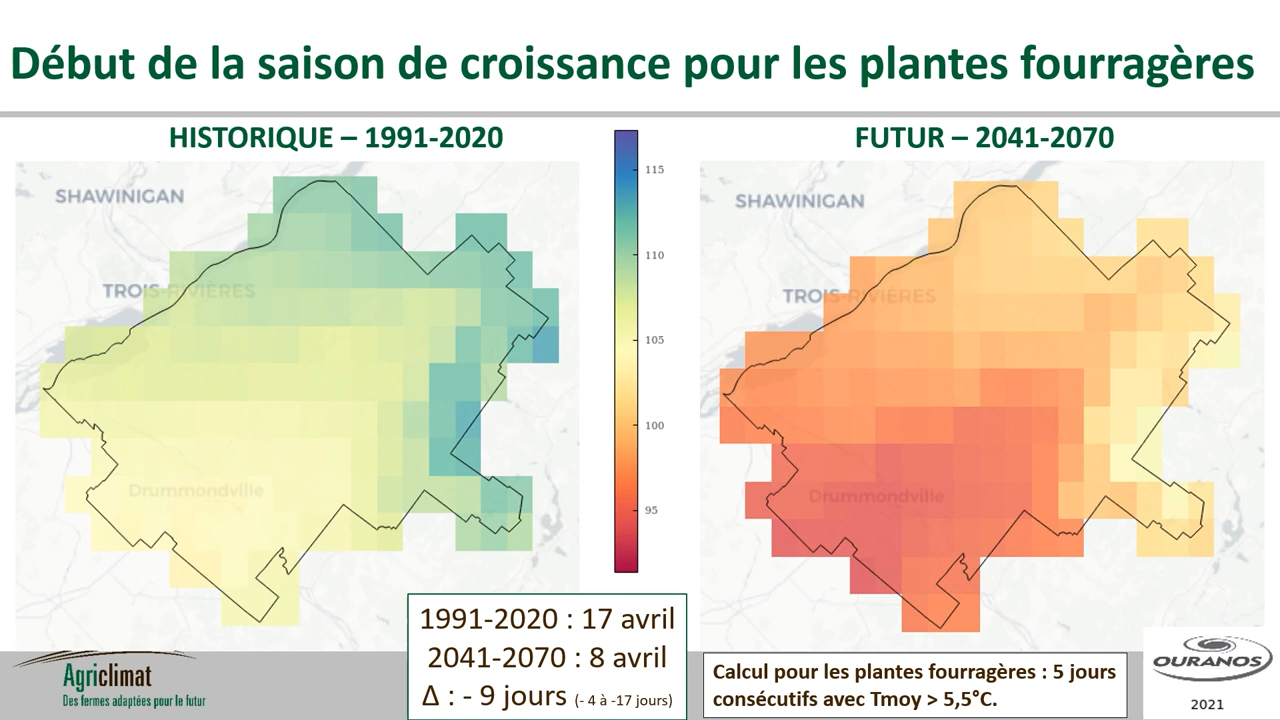 Début de la saison de croissance pour les plantes fourragères
HISTORIQUE – 1991-2020
FUTUR – 2041-2070
SHAWINIGAN
TROIS-RIVIÈRES
Drummondville
115
110
105
100
95
SHAWINIGAN
TROIS-RIVIÈRES
Drummondville
1991-2020 : 17 avril
2041-2070 : 8 avril
Δ : - 9 jours (- 4 à -17 jours)
Calcul pour les plantes fourragères : 5 jours
consécutifs avec Tmoy > 5,5°C.
Agriclimat
Des fermes adaptées pour le futur
OURANOS
2021